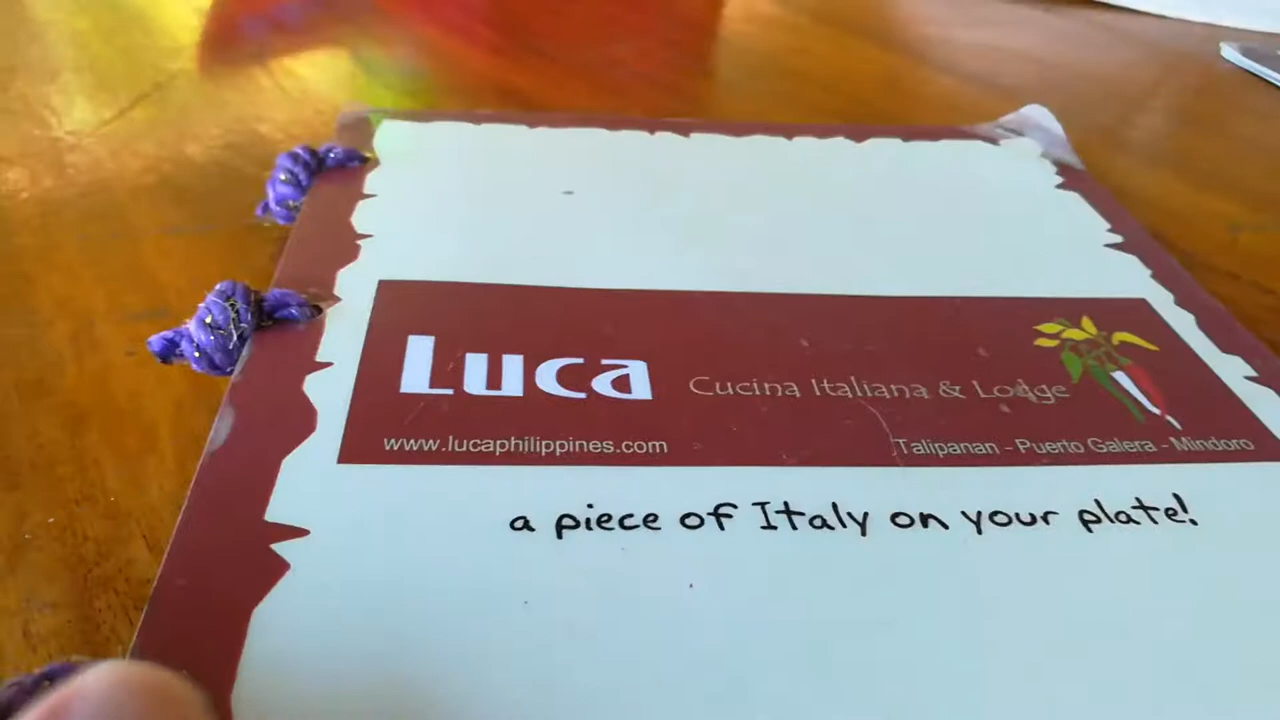 Luca Cucina Italiana & Lodge
www.lucaphilippines.com Talipanan - Puerto Galera - Mindoro
a piece of Italy on your plate!